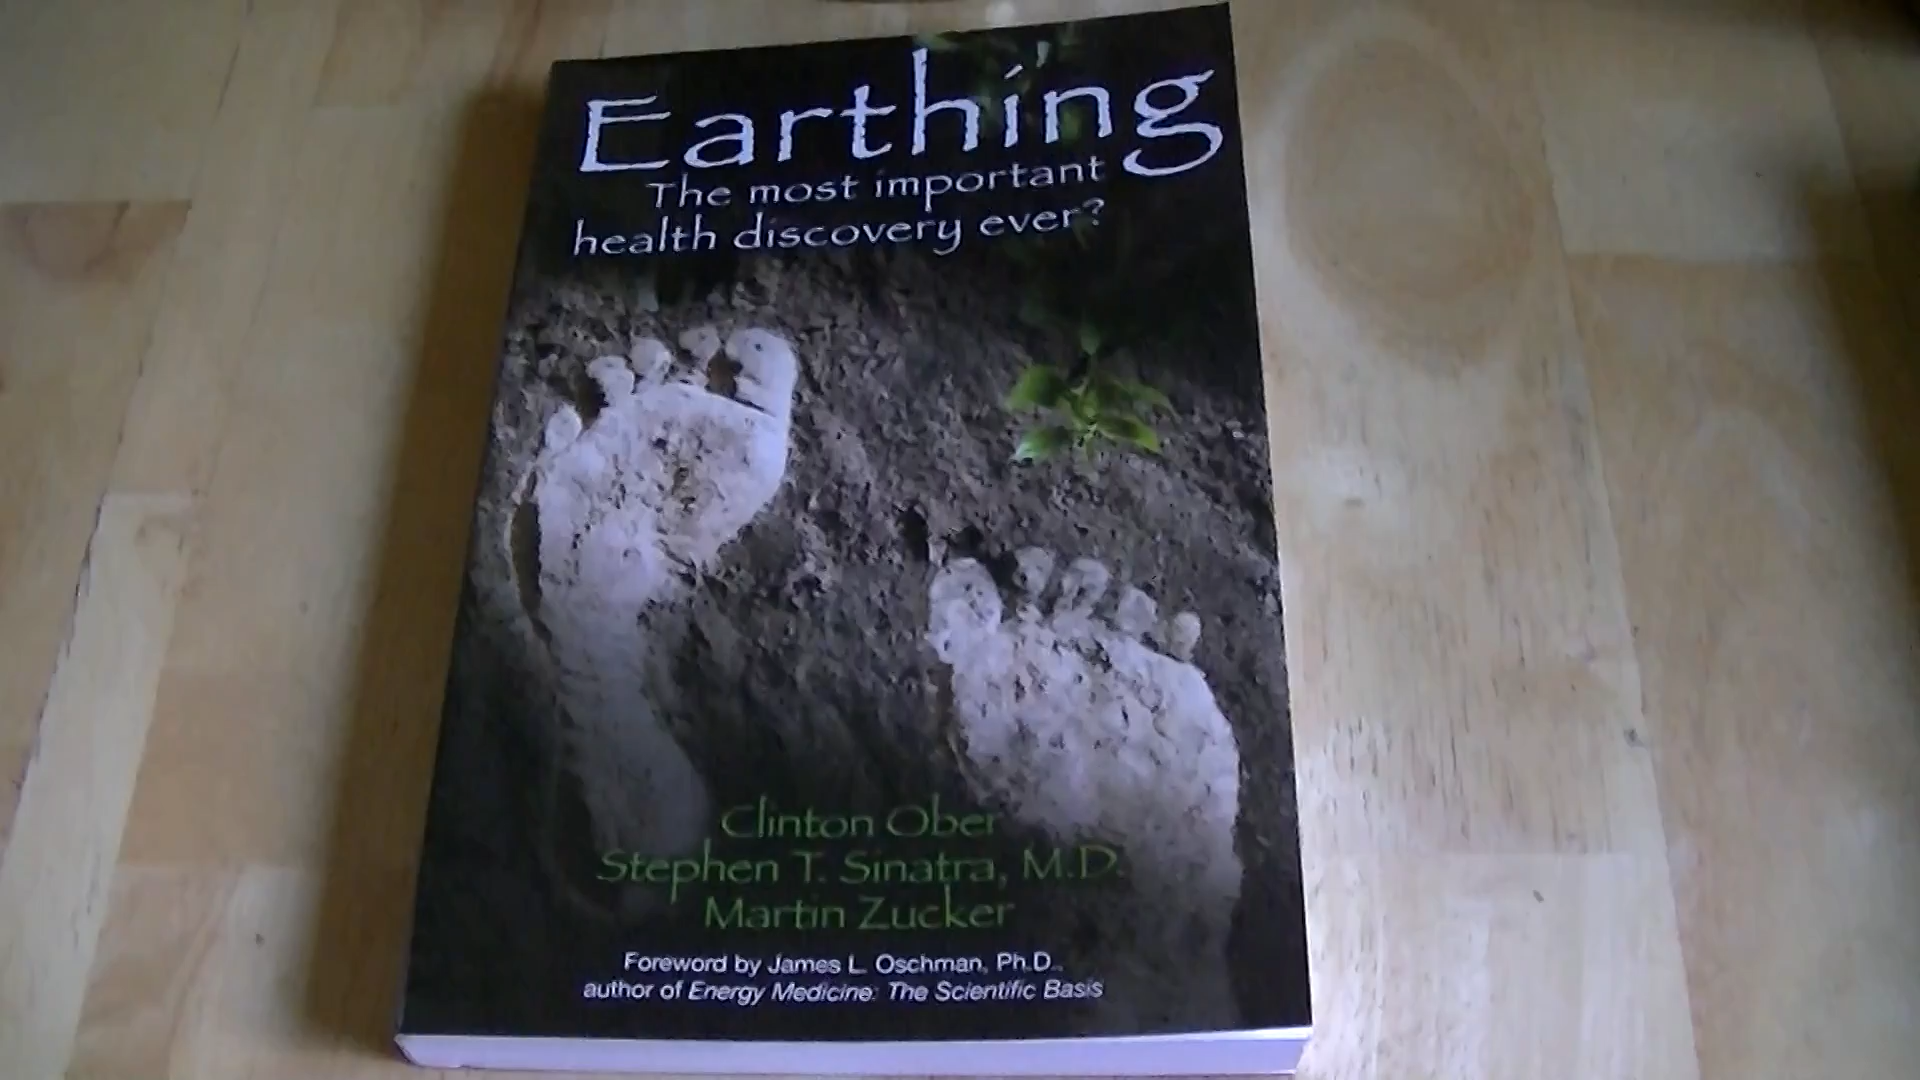 Earthing
The most important
health discovery ever?
Clinton Ober
Stephen T. Sinatra, M.D.
Martin Zucker
Foreword by James L. Oschman, Ph.D.,
author of Energy Medicine: The Scientific Basis